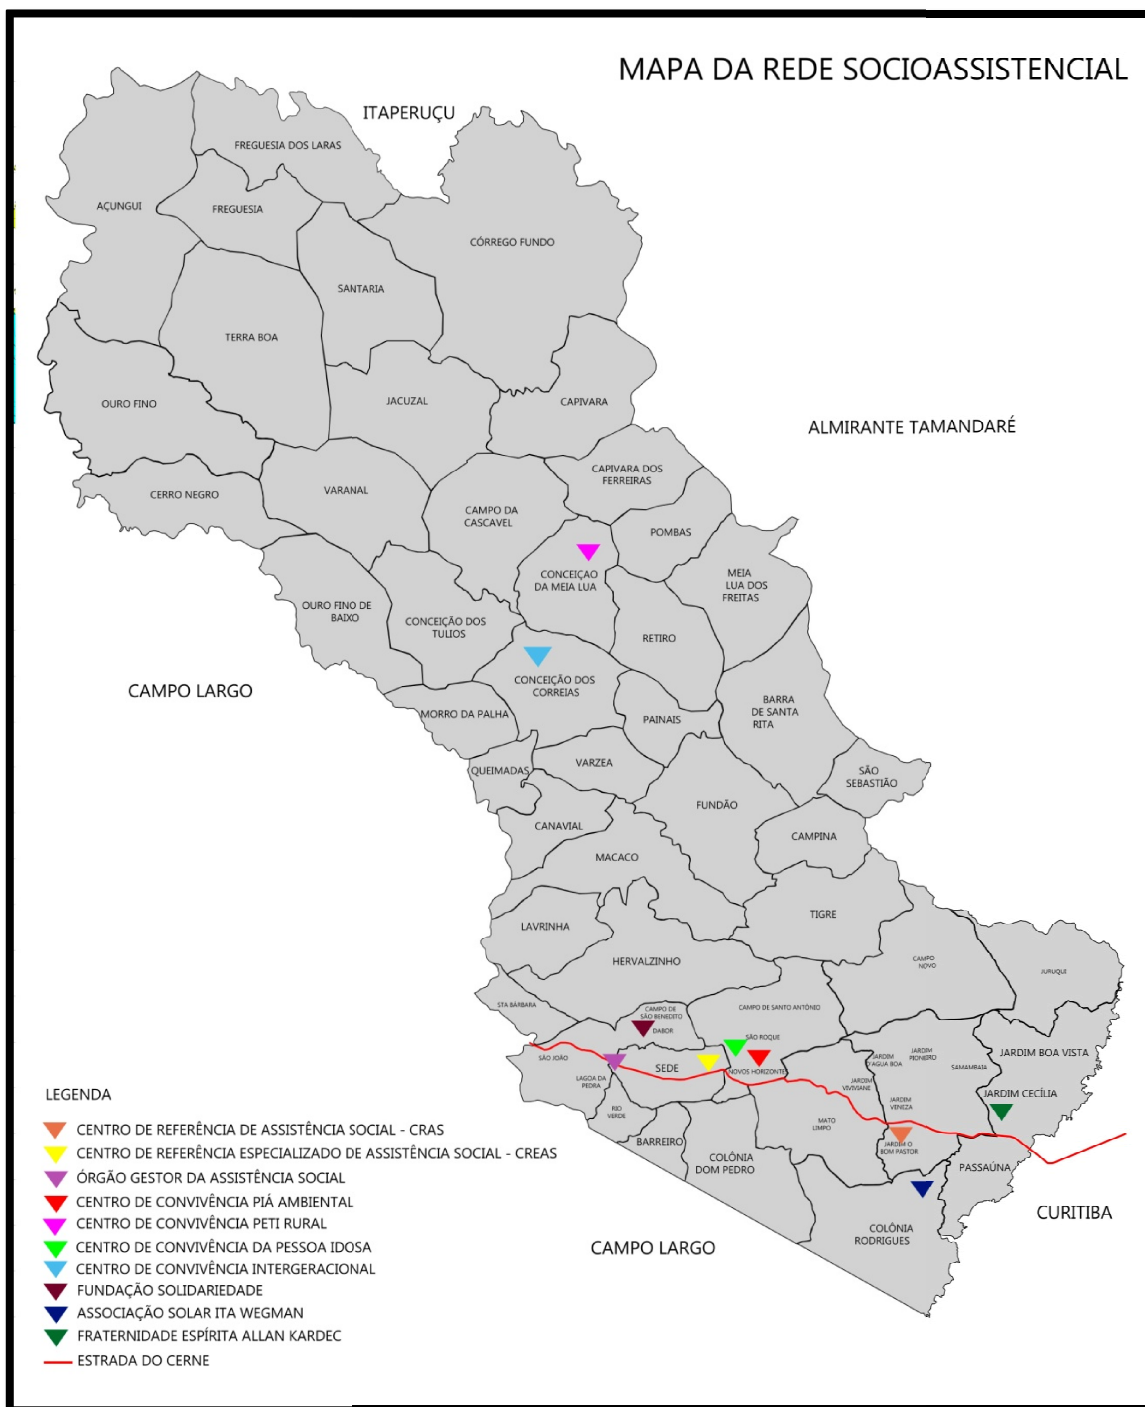 MAPA DA REDE SOCIOASSISTENCIAL
ITAPERUÇU
FREGUESIA DOS LARAS
AÇUNGUI
FREGUESIA
CÓRREGO FUNDO
SANTARIA
TERRA BOA
OURO FINO
JACUZAL
CAPIVARA
ALMIRANTE TAMANDARÉ
CAPIVARA DOS
FERREIRAS
CERRO NEGRO
VARANAL
CAMPO DA
CASCAVEL
POMBAS
CONCEIÇAO
DA MEIA LUA
MEIA
LUA DOS
FREITAS
OURO FINO DE
BAIXO
CONCEIÇÃO DOS
TULIOS
RETIRO
CAMPO LARGO
CONCEIÇÃO DOS
CORREIAS
BARRA
DE SANTA
RITA
MORRO DA PALHA
PAINAIS
QUEIMADAS
VARZEA
SÃO
SEBASTIÃO
FUNDÃO
CANAVIAL
CAMPINA
MACACO
TIGRE
LAVRINHA
HERVALZINHO
CAMPO
NOVO
JURUQUI
STA BÁRBARA
CAMPO DE
SÃO BENEDITO
CAMPO DE SANTO ANTÔNIO
DABOR
SÃO ROQUE
SÃO JOÃO
SEDE
NOVOS HORIZONTES
JARDIM
D'AGUA BOA
JARDIM
PIONEIRO
SAMAMBAIA
JARDIM BOA VISTA
LAGOA DA
PEDRA
JARDIM
VIVIVIANE
JARDIM CECÍLIA
RIO
VERDE
MATO
LIMPO
JARDIM
VENEZA
BARREIRO
COLÔNIA
DOM PEDRO
JARDIM O
BOM PASTOR
PASSAÚNA
COLÔNIA
RODRIGUES
CURITIBA
CAMPO LARGO
LEGENDA
CENTRO DE REFERÊNCIA DE ASSISTÊNCIA SOCIAL - CRAS
CENTRO DE REFERÊNCIA ESPECIALIZADO DE ASSISTÊNCIA SOCIAL - CREAS
ÓRGÃO GESTOR DA ASSISTÊNCIA SOCIAL
CENTRO DE CONVIVÊNCIA PIÁ AMBIENTAL
CENTRO DE CONVIVÊNCIA PETI RURAL
CENTRO DE CONVIVÊNCIA DA PESSOA IDOSA
CENTRO DE CONVIVÊNCIA INTERGERACIONAL
FUNDAÇÃO SOLIDARIEDADE
ASSOCIAÇÃO SOLAR ITA WEGMAN
FRATERNIDADE ESPÍRITA ALLAN KARDEC
ESTRADA DO CERNE